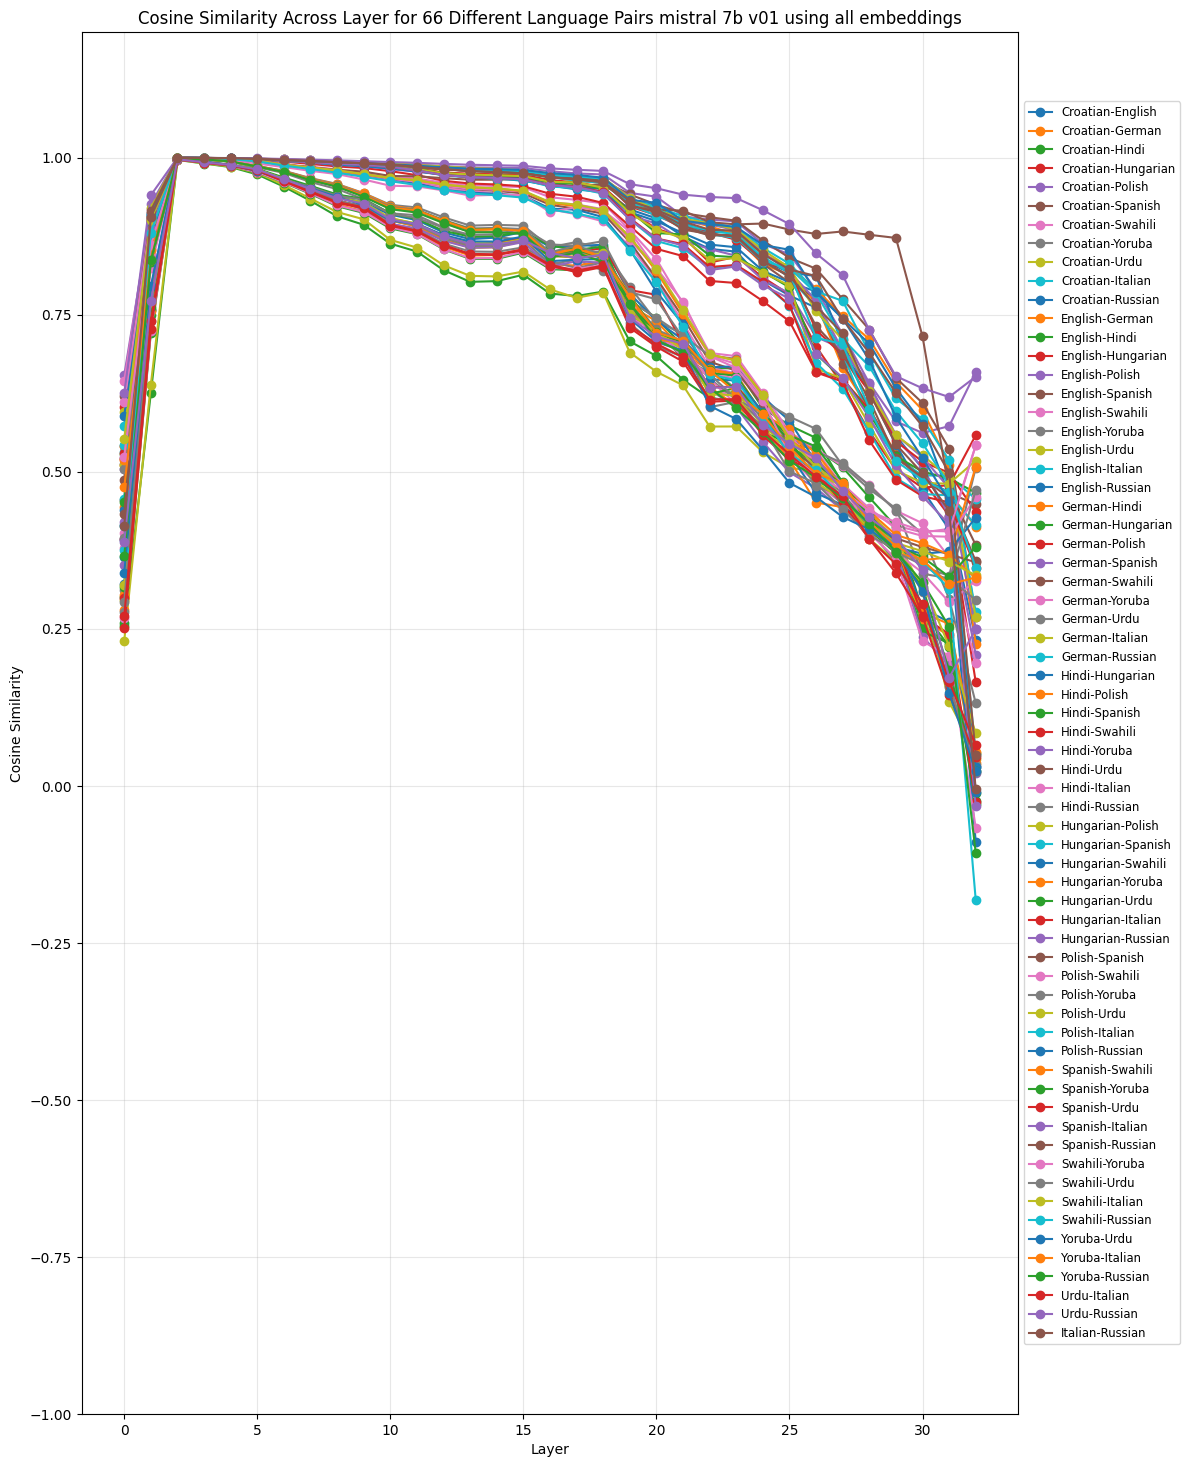 Cosine Similarity Across Layer for 66 Different Language Pairs mistral 7b v01 using all embeddings
Cosine Similarity
1.00
0.75
0.50
0.25
0.00
−0.25
−0.50
−0.75
−1.00
0 5 10 15 20 25 30
Layer
Croatian-English
Croatian-German
Croatian-Hindi
Croatian-Hungarian
Croatian-Polish
Croatian-Spanish
Croatian-Swahili
Croatian-Yoruba
Croatian-Urdu
Croatian-Italian
Croatian-Russian
English-German
English-Hindi
English-Hungarian
English-Polish
English-Spanish
English-Swahili
English-Yoruba
English-Urdu
English-Italian
English-Russian
German-Hindi
German-Hungarian
German-Polish
German-Spanish
German-Swahili
German-Yoruba
German-Urdu
German-Italian
German-Russian
Hindi-Hungarian
Hindi-Polish
Hindi-Spanish
Hindi-Swahili
Hindi-Yoruba
Hindi-Urdu
Hindi-Italian
Hindi-Russian
Hungarian-Polish
Hungarian-Spanish
Hungarian-Swahili
Hungarian-Yoruba
Hungarian-Urdu
Hungarian-Italian
Hungarian-Russian
Polish-Spanish
Polish-Swahili
Polish-Yoruba
Polish-Urdu
Polish-Italian
Polish-Russian
Spanish-Swahili
Spanish-Yoruba
Spanish-Urdu
Spanish-Italian
Spanish-Russian
Swahili-Yoruba
Swahili-Urdu
Swahili-Italian
Swahili-Russian
Yoruba-Urdu
Yoruba-Italian
Yoruba-Russian
Urdu-Italian
Urdu-Russian
Italian-Russian